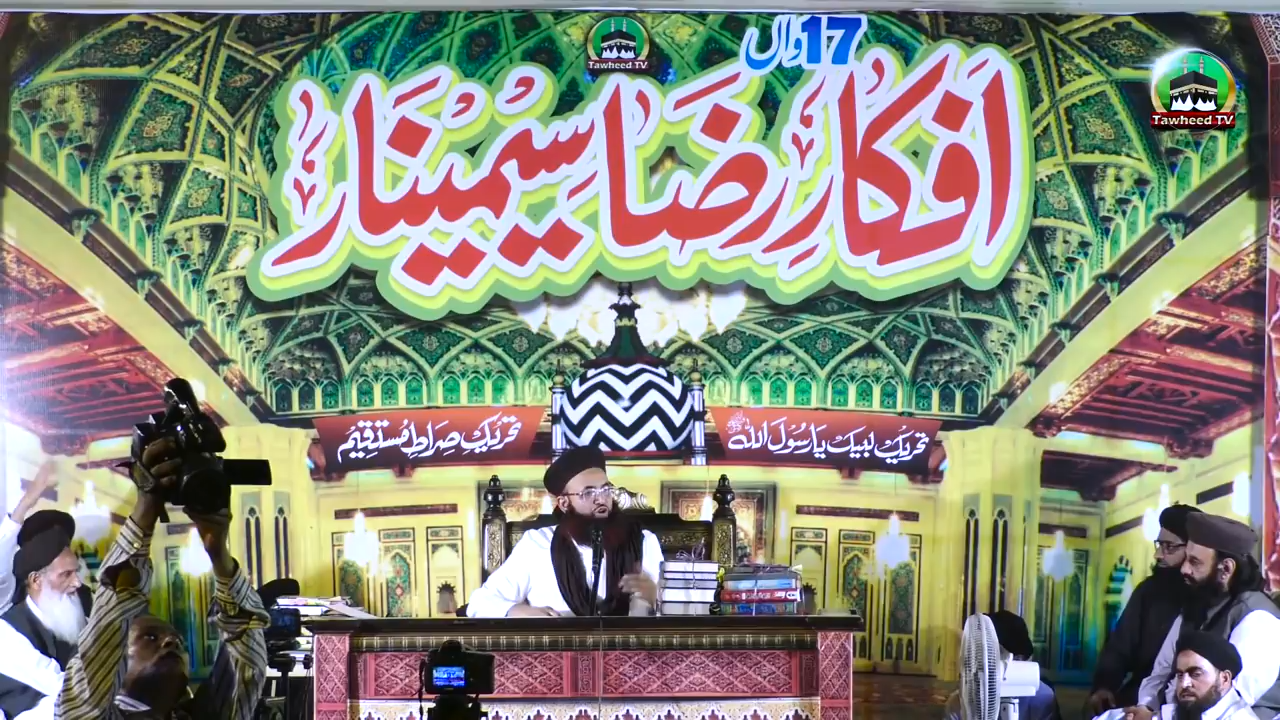 17واں
Tawheed TV
Tawheed TV
افکارِ رضا سیمینار
تحریک لبیک یا رسول اللہ ﷺ
تحریک صراطِ مستقیم